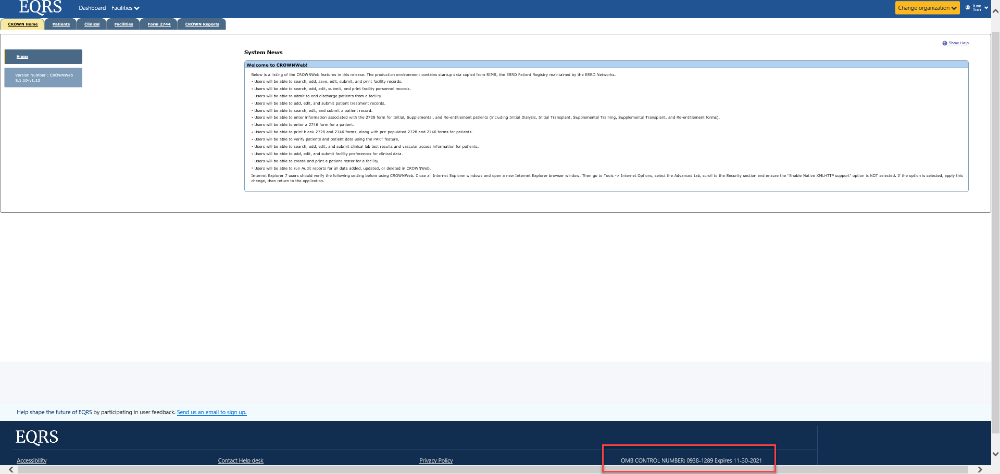 EQRS
Dashboard Facilities
Change organization
June
Tran
CROWN Home Patients Clinical Facilities Form 2744 CROWN Reports
Show Help
Home
Version Number : CROWNWeb
5.1.10-v1.13
System News
Welcome to CROWNWeb!
Below is a listing of the CROWNWeb features in this release. The production environment contains startup data copied from SIMS, the ESRD Patient Registry maintained by the ESRD Networks.
• Users will be able to search, add, save, edit, submit, and print facility records.
• Users will be able to search, add, edit, submit, and print facility personnel records.
• Users will be able to admit to and discharge patients from a facility.
• Users will be able to add, edit, and submit patient treatment records.
• Users will be able to search, edit, and submit a patient record.
• Users will be able to enter information associated with the 2728 form for Initial, Supplemental, and Re-entitlement patients (including Initial Dialysis, Initial Transplant, Supplemental Training, Supplemental Transplant, and Re-entitlement forms).
• Users will be able to enter a 2746 form for a patient.
• Users will be able to print blank 2728 and 2746 forms, along with pre-populated 2728 and 2746 forms for patients.
• Users will be able to verify patients and patient data using the PART feature.
• Users will be able to search, add, edit, and submit clinical lab test results and vascular access information for patients.
• Users will be able to add, edit, and submit facility preferences for clinical data.
• Users will be able to create and print a patient roster for a facility.
• Users will be able to run Audit reports for all data added, updated, or deleted in CROWNWeb.
Internet Explorer 7 users should verify the following setting before using CROWNWeb. Close all Internet Explorer windows and open a new Internet Explorer browser window. Then go to Tools -> Internet Options, select the Advanced tab, scroll to the Security section and ensure the "Enable Native XMLHTTP support" option is NOT selected. If the option is selected, apply this
change, then return to the application.
Help shape the future of EQRS by participating in user feedback. Send us an email to sign up.
EQRS
Accessibility Contact Help desk Privacy Policy OMB CONTROL NUMBER: 0938-1289 Expires 11-30-2021